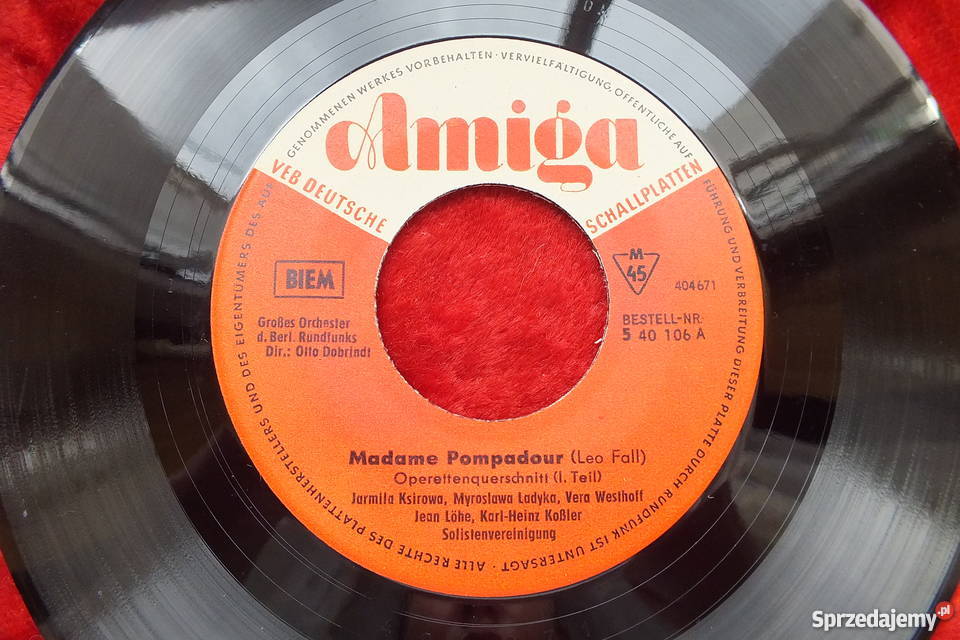 GENOMMENEN WERKES VORBEHALTEN · VERVIELFÄLTIGUNG, ÖFFENTLICHE AUF-
FÜHRUNG UND VERBREITUNG DIESER PLATTE DURCH RUNDFUNK IST UNTERSAGT · ALLE RECHTE DES PLATTENHERSTELLERS UND DES EIGENTÜMERS DES AUF-
Amiga
VEB DEUTSCHE SCHALLPLATTEN
BIEM
M
45
404671
Großes Orchester
d. Berl. Rundfunks
Dir.: Otto Dobrindt
BESTELL-NR.
5 40 106 A
Madame Pompadour (Leo Fall)
Operettenquerschnitt (I. Teil)
Jarmila Ksirowa, Myroslawa Ladyka, Vera Westhoff
Jean Löhe, Karl-Heinz Koßler
Solistenvereinigung
Sprzedajemy.pl